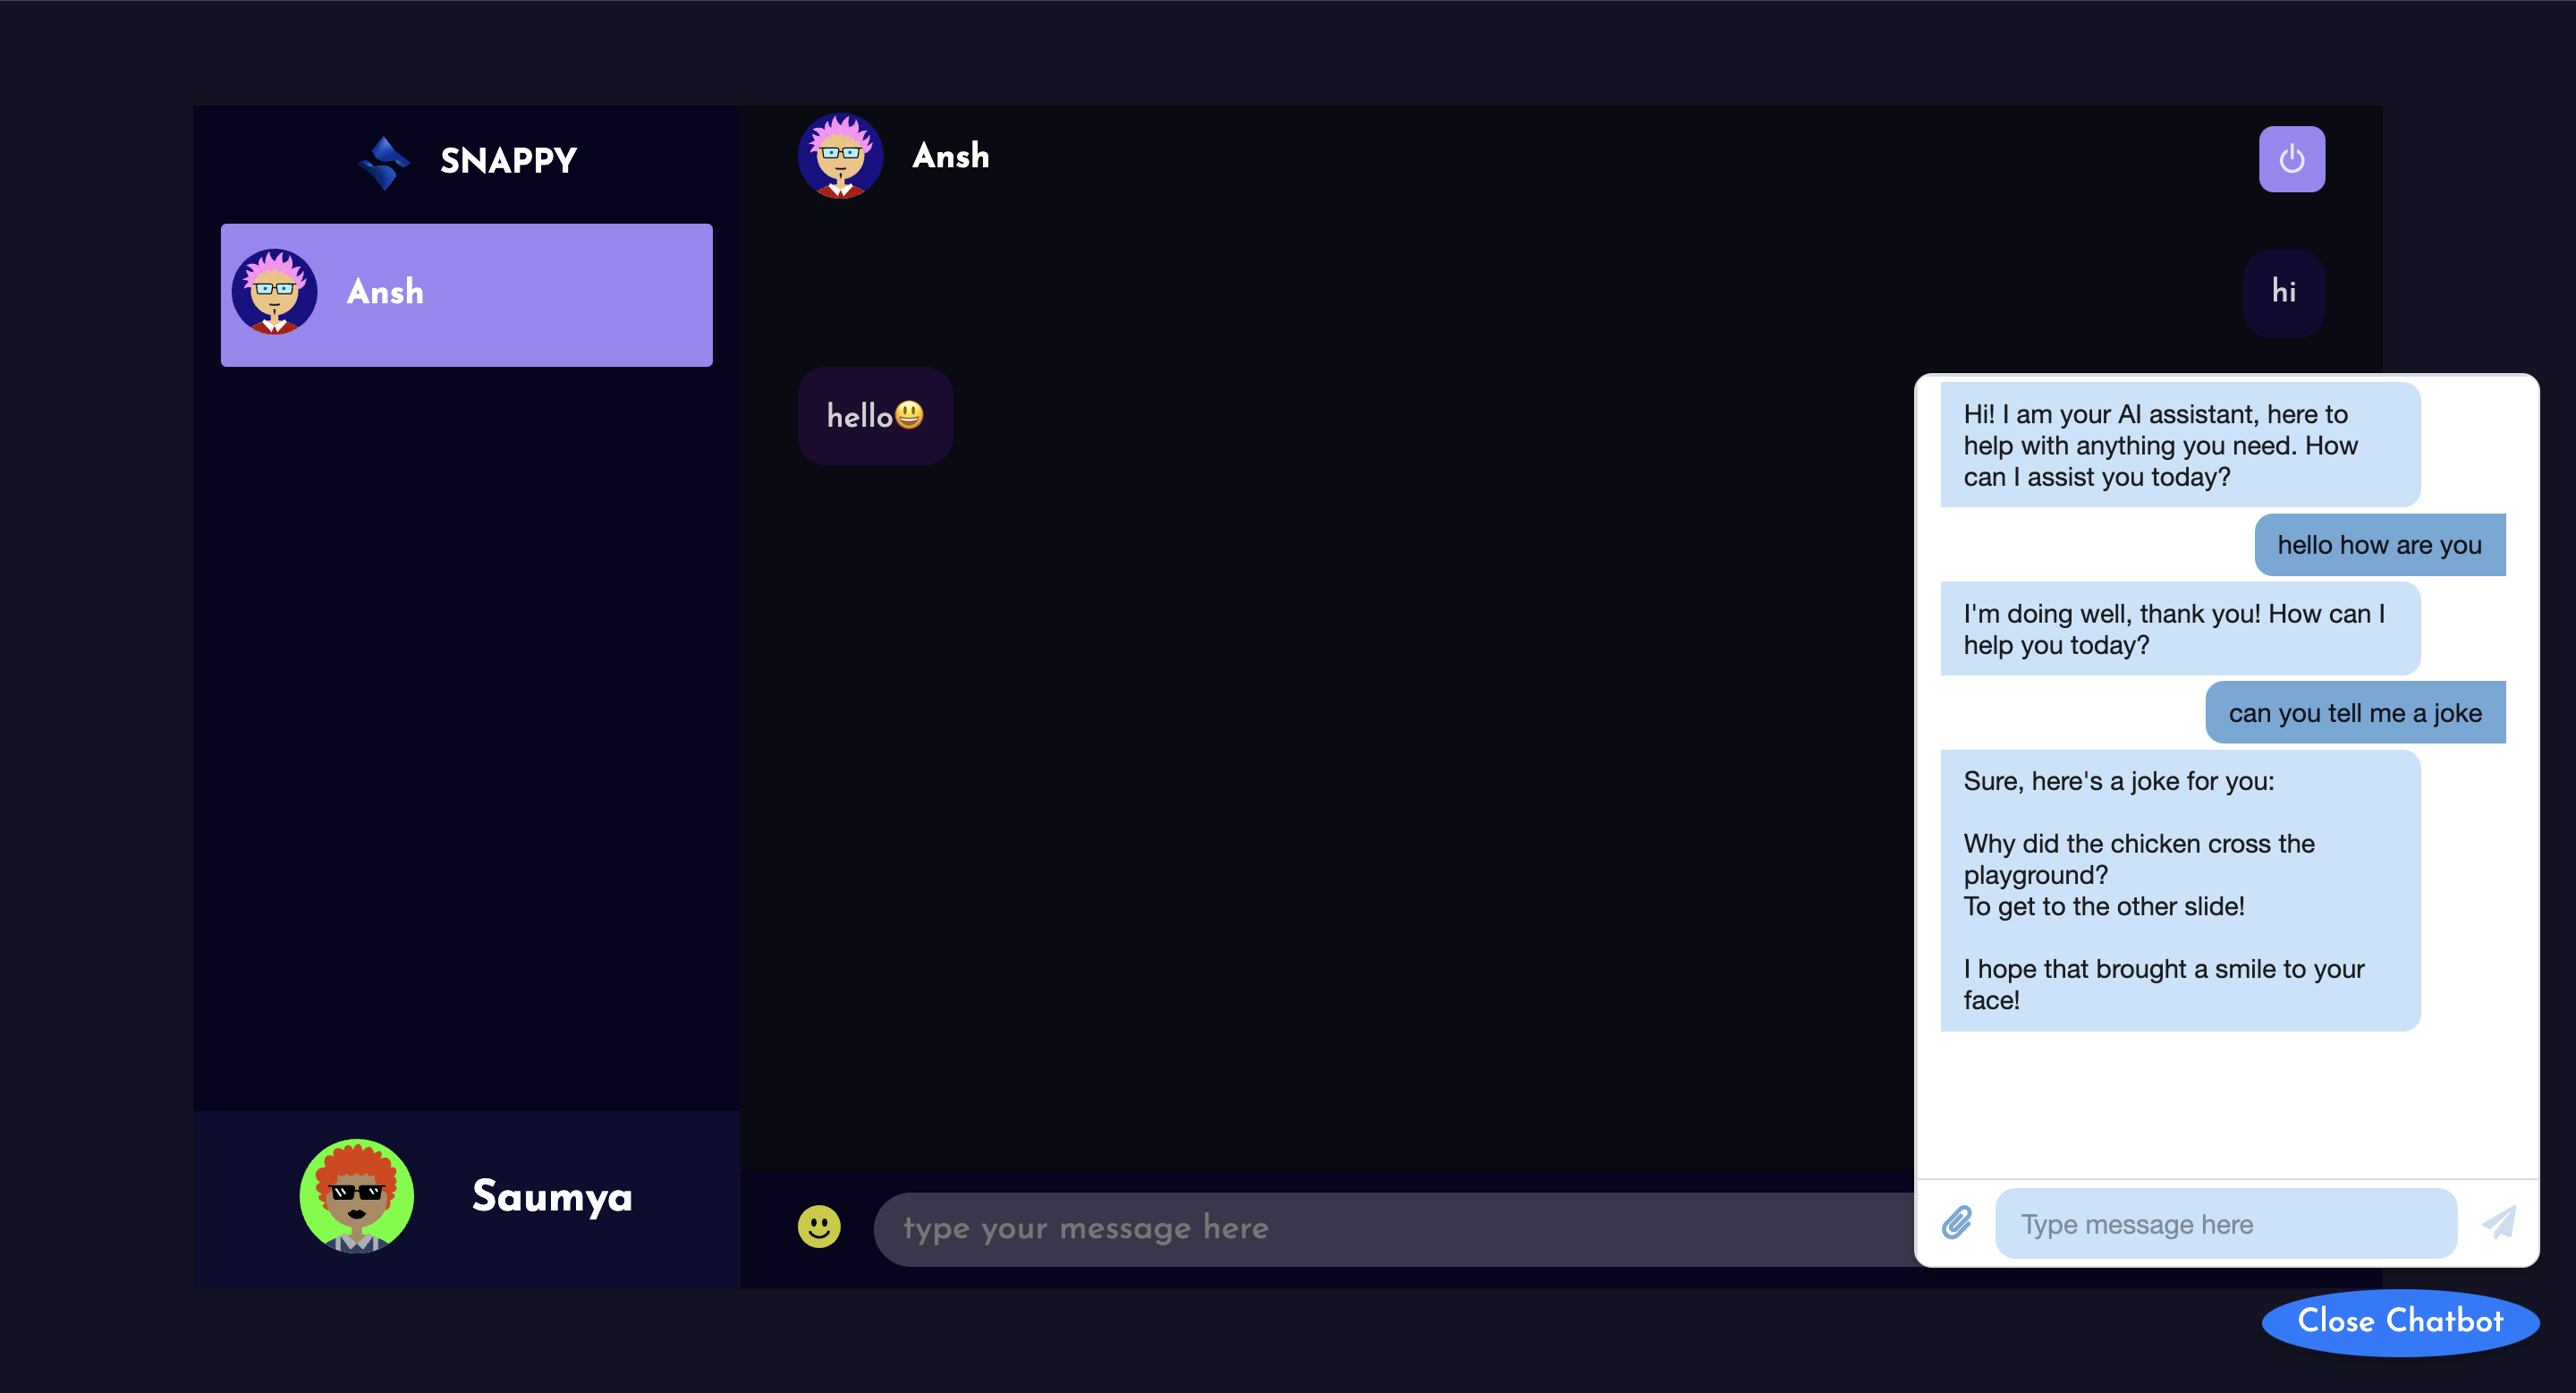 SNAPPY
Ansh
Saumya
Ansh
hi
hello😃
type your message here
Hi! I am your AI assistant, here to
help with anything you need. How
can I assist you today?
hello how are you
I'm doing well, thank you! How can I
help you today?
can you tell me a joke
Sure, here's a joke for you:
Why did the chicken cross the
playground?
To get to the other slide!
I hope that brought a smile to your
face!
Type message here
Close Chatbot